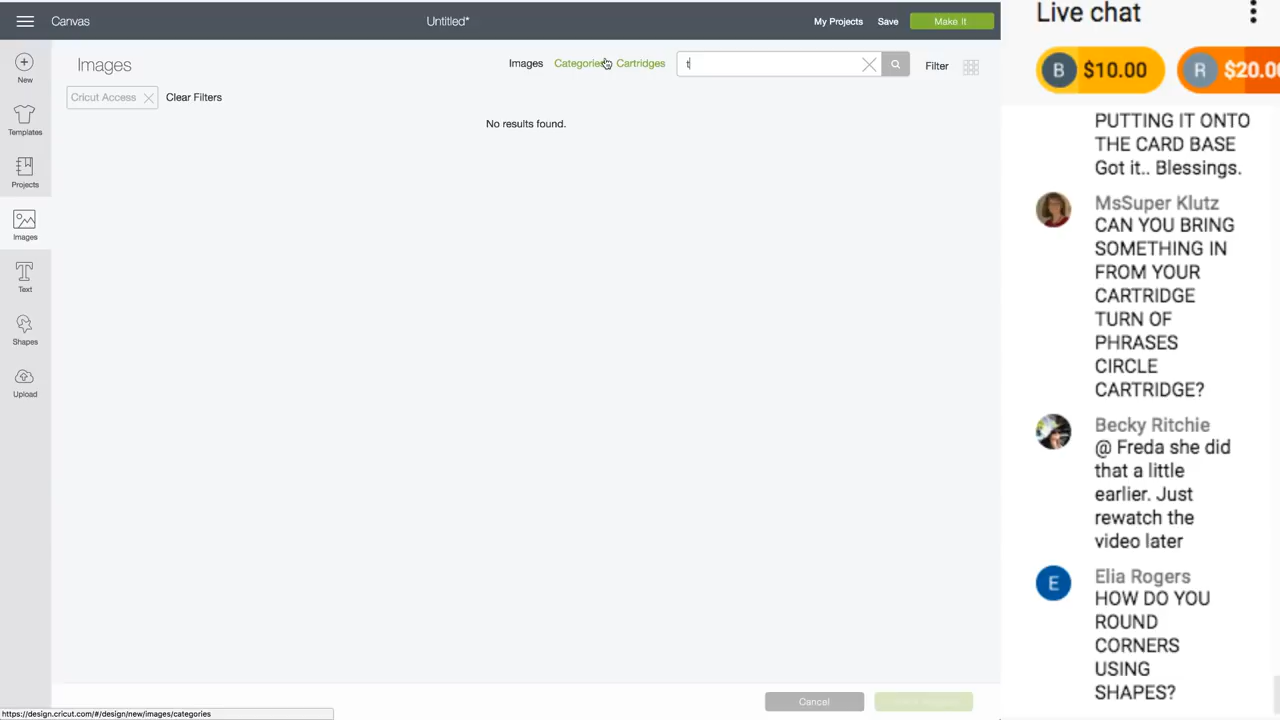 Canvas
Untitled*
My Projects
Save
Make It
New
Templates
Projects
Images
Text
Shapes
Upload
Images
Images
Categories
Cartridges
t
Filter
Cricut Access
Clear Filters
No results found.
Cancel
https://design.cricut.com/#/design/new/images/categories
Live chat
B $10.00
R $20.00
PUTTING IT ONTO
THE CARD BASE
Got it.. Blessings.
MsSuper Klutz
CAN YOU BRING
SOMETHING IN
FROM YOUR
CARTRIDGE
TURN OF
PHRASES
CIRCLE
CARTRIDGE?
Becky Ritchie
@ Freda she did
that a little
earlier. Just
rewatch the
video later
E
Elia Rogers
HOW DO YOU
ROUND
CORNERS
USING
SHAPES?